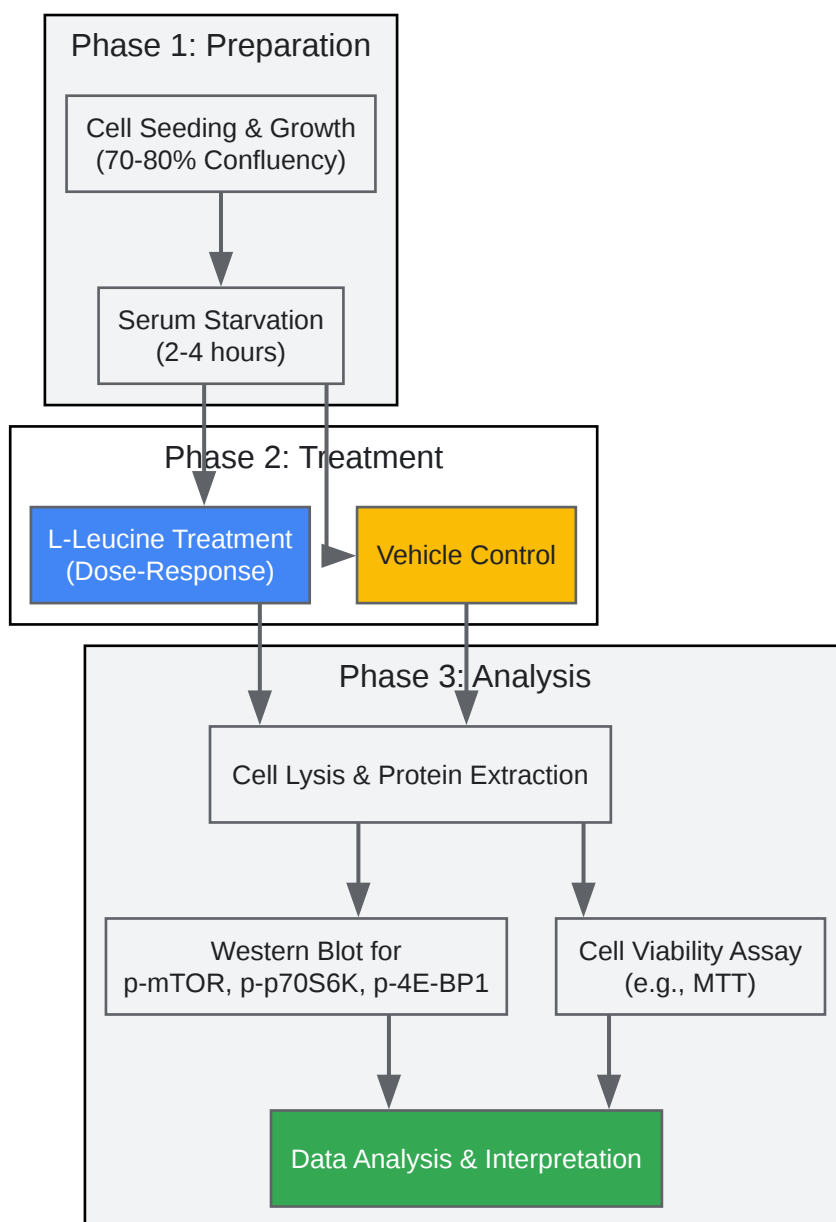 Phase 1: Preparation
Cell Seeding & Growth
(70-80% Confluency)
Serum Starvation
(2-4 hours)
Phase 2: Treatment
L-Leucine Treatment
(Dose-Response)
Vehicle Control
Phase 3: Analysis
Cell Lysis & Protein Extraction
Western Blot for
p-mTOR, p-p70S6K, p-4E-BP1
Cell Viability Assay
(e.g., MTT)
Data Analysis & Interpretation